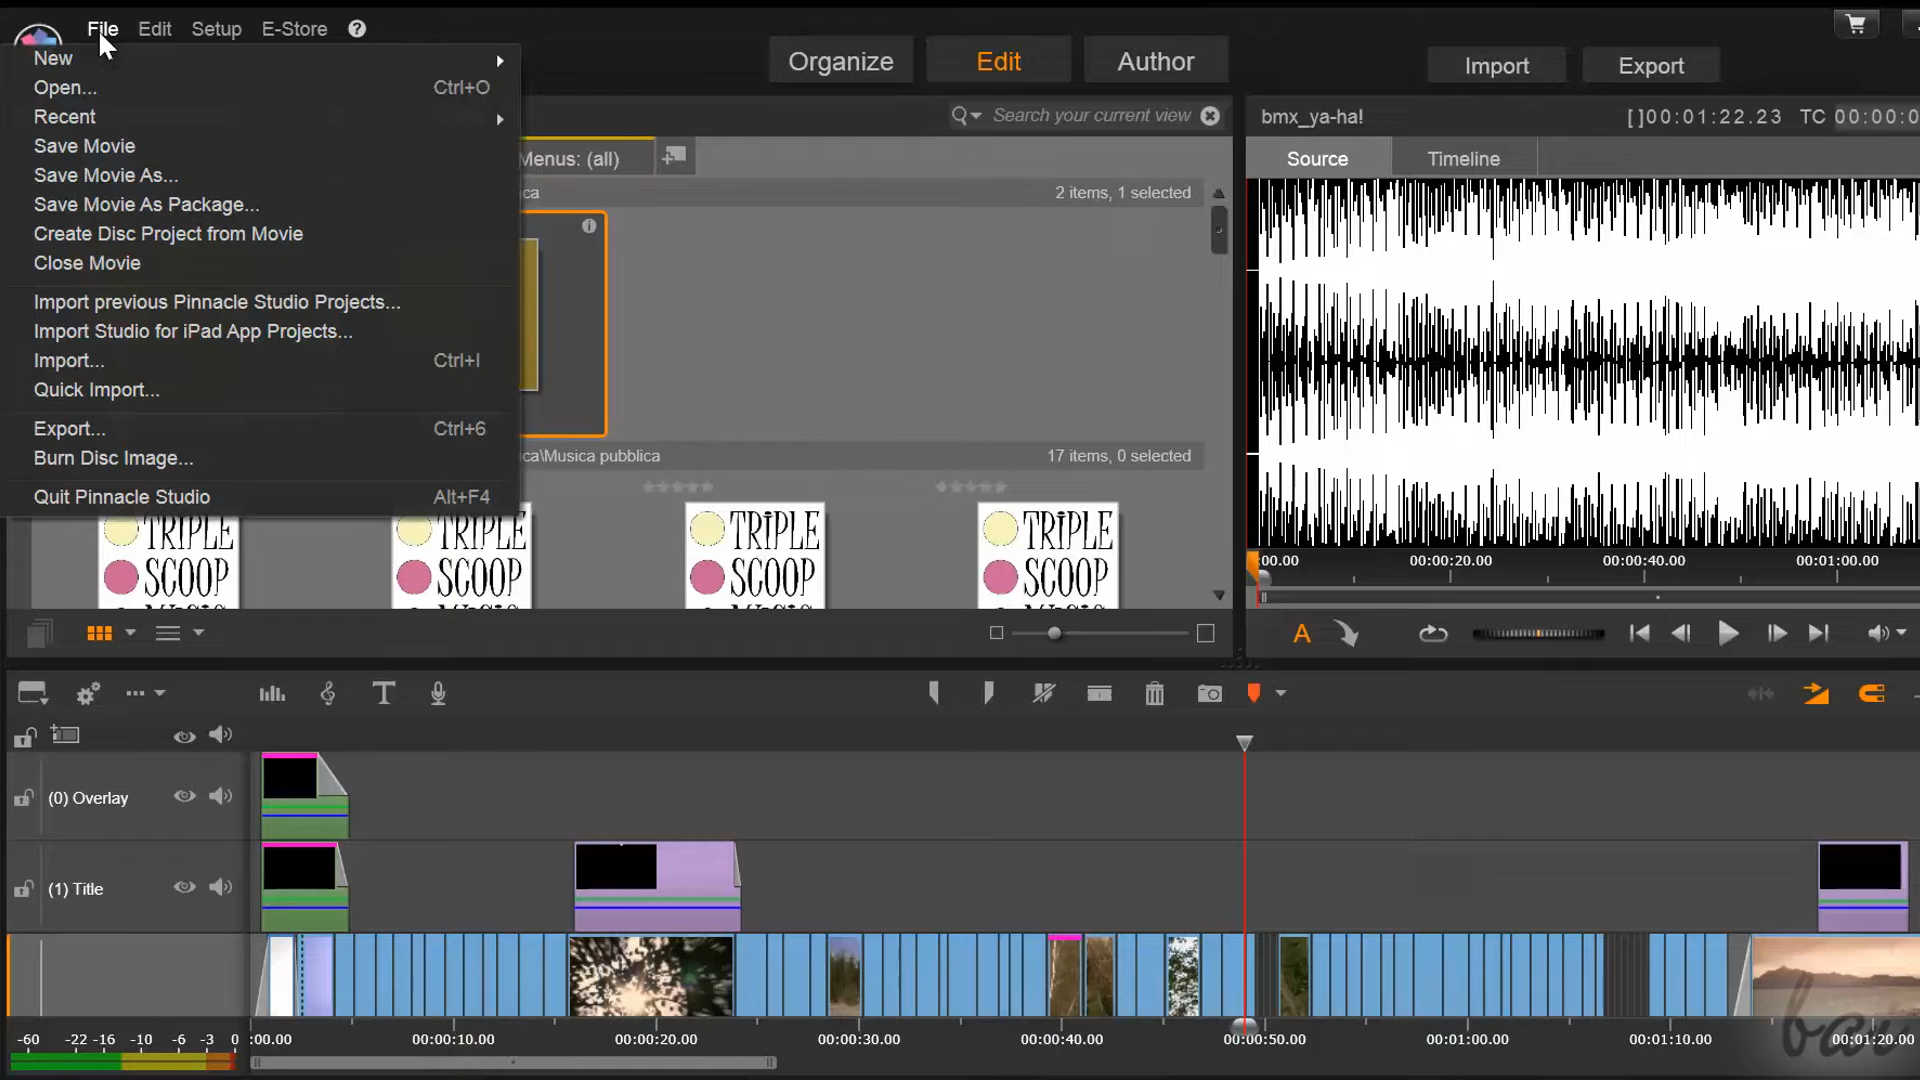 File Edit Setup E-Store ?
New
Open... Ctrl+O
Recent
Save Movie
Save Movie As...
Save Movie As Package...
Create Disc Project from Movie
Close Movie
Import previous Pinnacle Studio Projects...
Import Studio for iPad App Projects...
Import... Ctrl+I
Quick Import...
Export... Ctrl+6
Burn Disc Image...
Quit Pinnacle Studio Alt+F4
Organize Edit Author
Import Export
Search your current view
Menus: (all)
ca 2 items, 1 selected
ca\Musica pubblica 17 items, 0 selected
TRIPLE SCOOP MUSIC
TRIPLE SCOOP MUSIC
TRIPLE SCOOP MUSIC
TRIPLE SCOOP MUSIC
bmx_ya-ha! []00:01:22.23 TC 00:00:0
Source Timeline
:00.00 00:00:20.00 00:00:40.00 00:01:00.00
A
T
(0) Overlay
(1) Title
-60 -22 -16 -10 -6 -3 0
:00.00 00:00:10.00 00:00:20.00 00:00:30.00 00:00:40.00 00:00:50.00 00:01:00.00 00:01:10.00 00:01:20.00